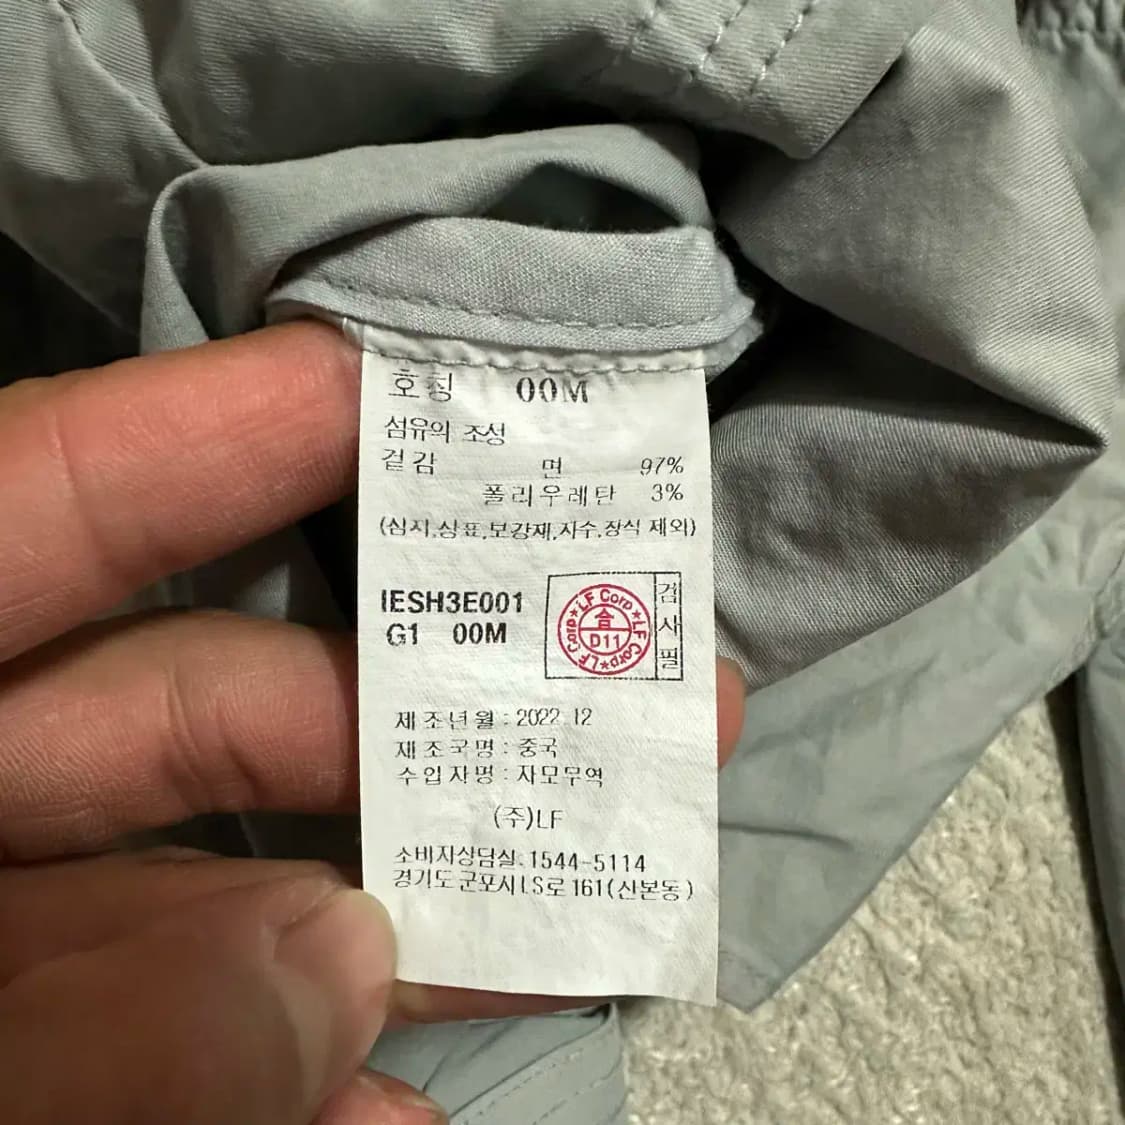 호칭 00M
섬유의 조성
겉감 면 97%
폴리우레탄 3%
(심지,상표,보강재,자수,장식 제외)
IESH3E001
G1 00M
LF Corp★LF Corp★LF Corp★
合
D11
검사필
제조년월 : 2022.12
제조국명 : 중국
수입자명 : 자모무역
(주)LF
소비자상담실:1544-5114
경기도 군포시LS로 161(신본동)